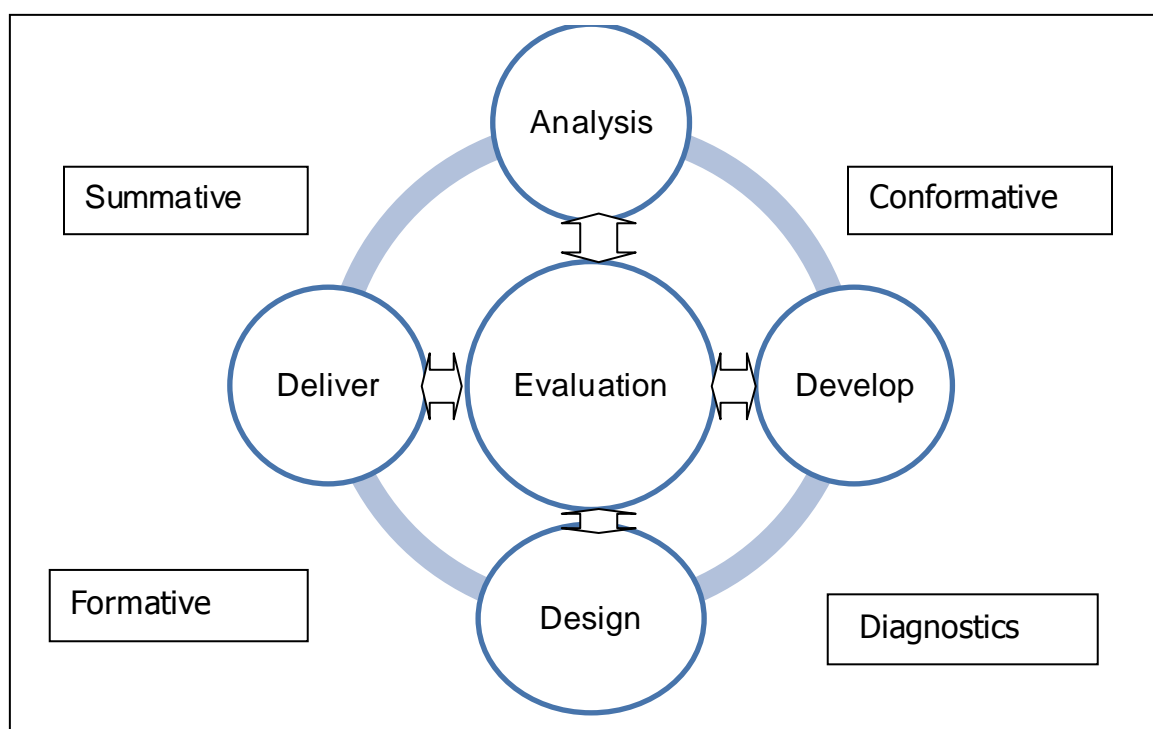 Analysis
Summative
Conformative
Deliver
Evaluation
Develop
Formative
Design
Diagnostics